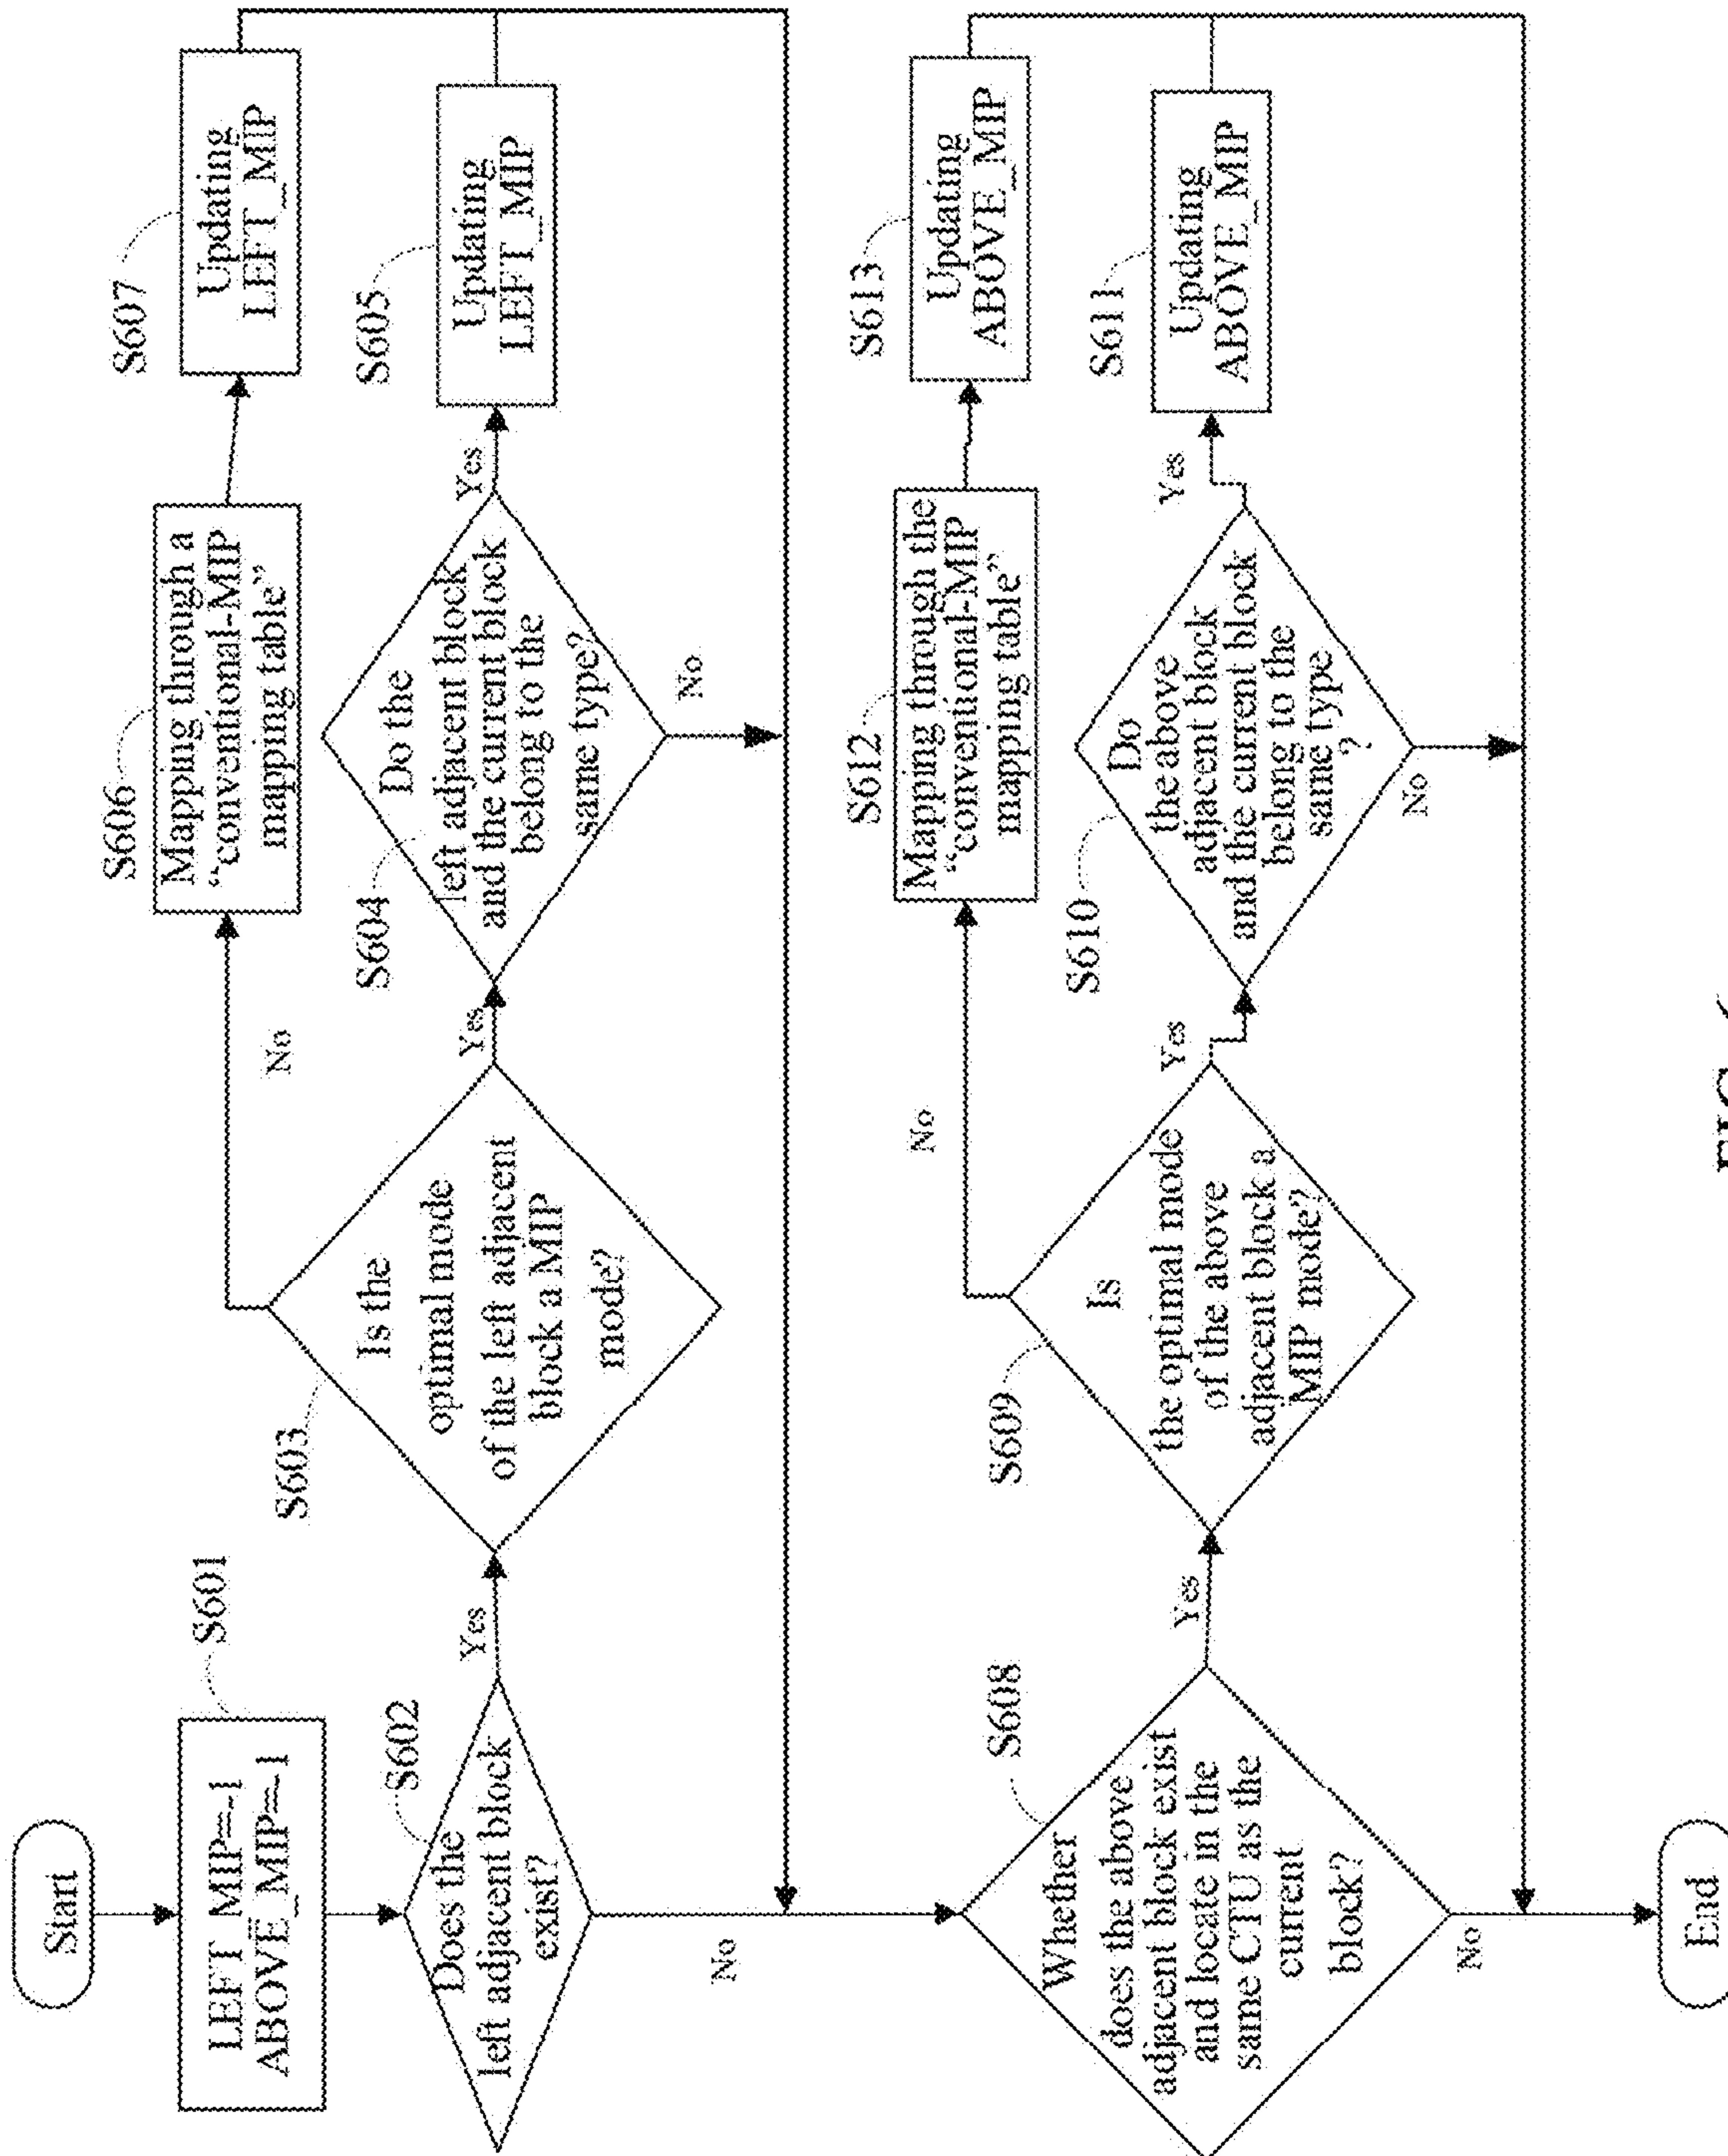 Start
S601
LEFT_MIP=-1
ABOVE_MIP=-1
S602
Does the
left adjacent block
exist?
Yes
No
S603
Is the
optimal mode
of the left adjacent
block a MIP
mode?
Yes
No
S604
Do the
left adjacent block
and the current block
belong to the
same type?
Yes
No
S605
Updating
LEFT_MIP
S606
Mapping through a
“conventional-MIP
mapping table”
S607
Updating
LEFT_MIP
S608
Whether
does the above
adjacent block exist
and locate in the
same CTU as the
current
block?
Yes
No
S609
Is
the optimal mode
of the above
adjacent block a
MIP mode?
Yes
No
S610
Do
the above
adjacent block
and the current block
belong to the
same type
?
Yes
No
S611
Updating
ABOVE_MIP
S612
Mapping through the
“conventional-MIP
mapping table”
S613
Updating
ABOVE_MIP
End
FIG.